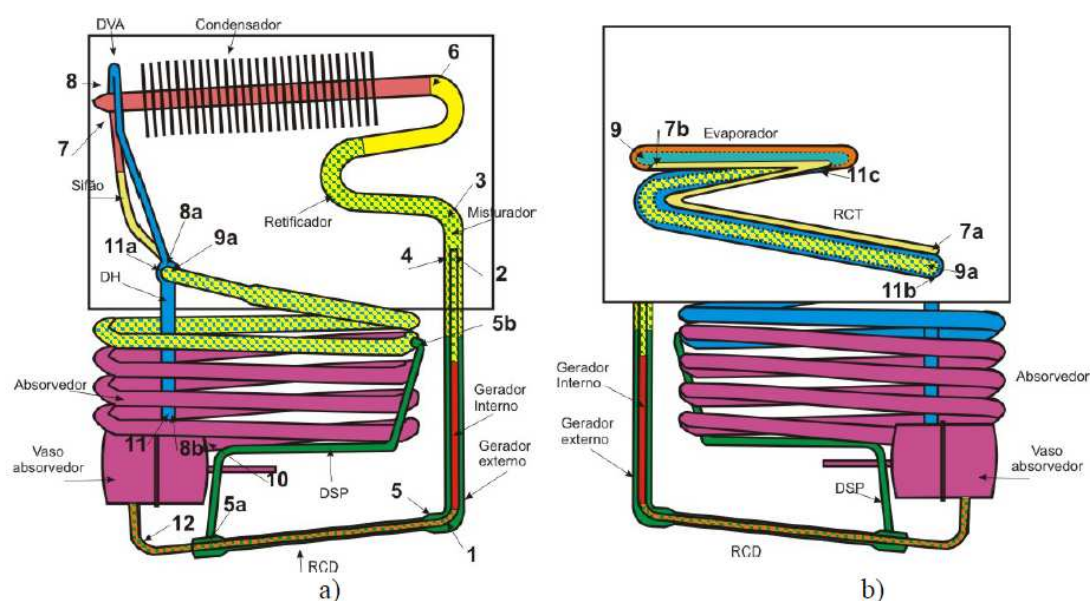 DVA
Condensador
8
6
7
Sifão
3
Retificador
Misturador
8a
11a
9a
4
2
DH
5b
Absorvedor
Gerador
Interno
11
8b
Gerador
externo
Vaso
absorvedor
10
DSP
5
12
5a
1
RCD
a)
9
7b
Evaporador
11c
RCT
7a
9a
11b
Gerador
Interno
Absorvedor
Gerador
externo
Vaso
absorvedor
DSP
RCD
b)